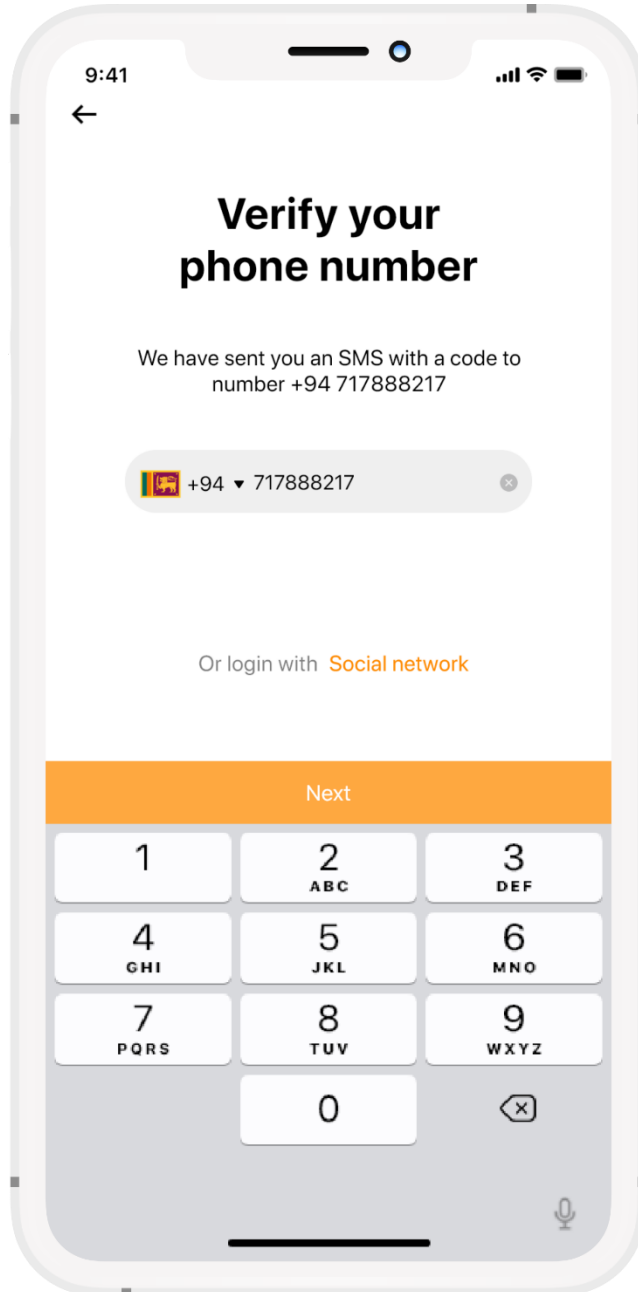 9:41
Verify your
phone number
We have sent you an SMS with a code to
number +94 717888217
+94 717888217
Or login with Social network
Next
1 2 3
ABC DEF
4 5 6
GHI JKL MNO
7 8 9
PQRS TUV WXYZ
0